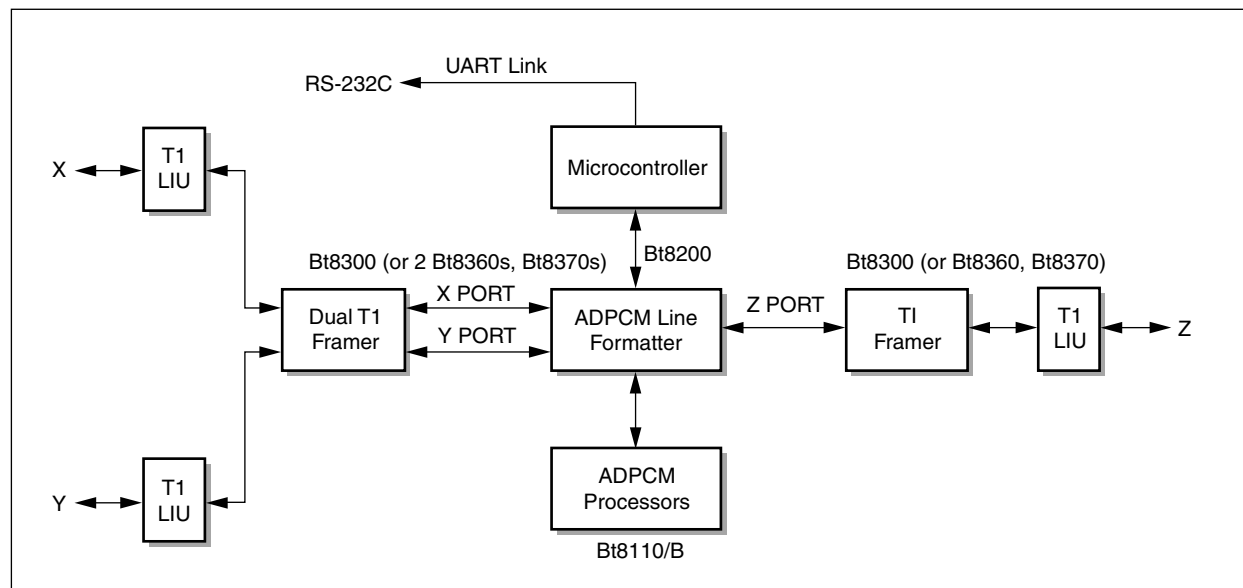 UART Link
RS-232C
T1
LIU
X
Microcontroller
Bt8200
Bt8300 (or 2 Bt8360s, Bt8370s)
Bt8300 (or Bt8360, Bt8370)
Dual T1
Framer
X PORT
Y PORT
ADPCM Line
Formatter
Z PORT
TI
Framer
T1
LIU
Z
T1
LIU
Y
ADPCM
Processors
Bt8110/B